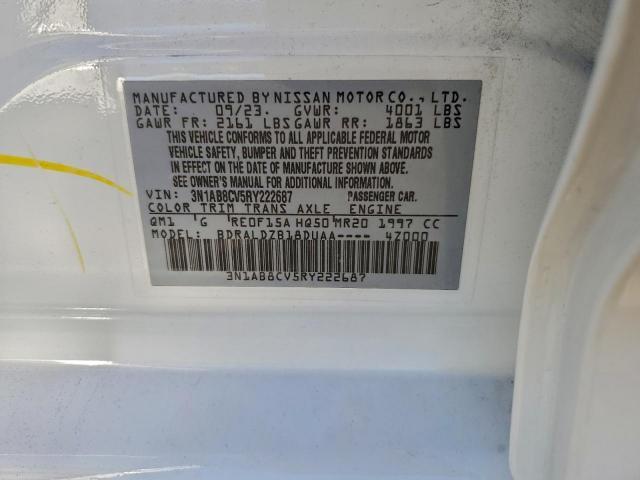 MANUFACTURED BY NISSAN MOTOR CO., LTD.
DATE: 09/23. GVWR: 4001 LBS
GAWR FR: 2161 LBS GAWR RR: 1863 LBS
THIS VEHICLE CONFORMS TO ALL APPLICABLE FEDERAL MOTOR
VEHICLE SAFETY, BUMPER AND THEFT PREVENTION STANDARDS
IN EFFECT ON THE DATE OF MANUFACTURE SHOWN ABOVE.
SEE OWNER'S MANUAL FOR ADDITIONAL INFORMATION
VIN: 3N1AB8CV5RY222687 PASSENGER CAR.
COLOR TRIM TRANS AXLE ENGINE
QM1 G RE0F15A HQ50 MR20 1997 CC
MODEL: BDRALDZB18DUAA---- 4Z000
3N1AB8CV5RY222687